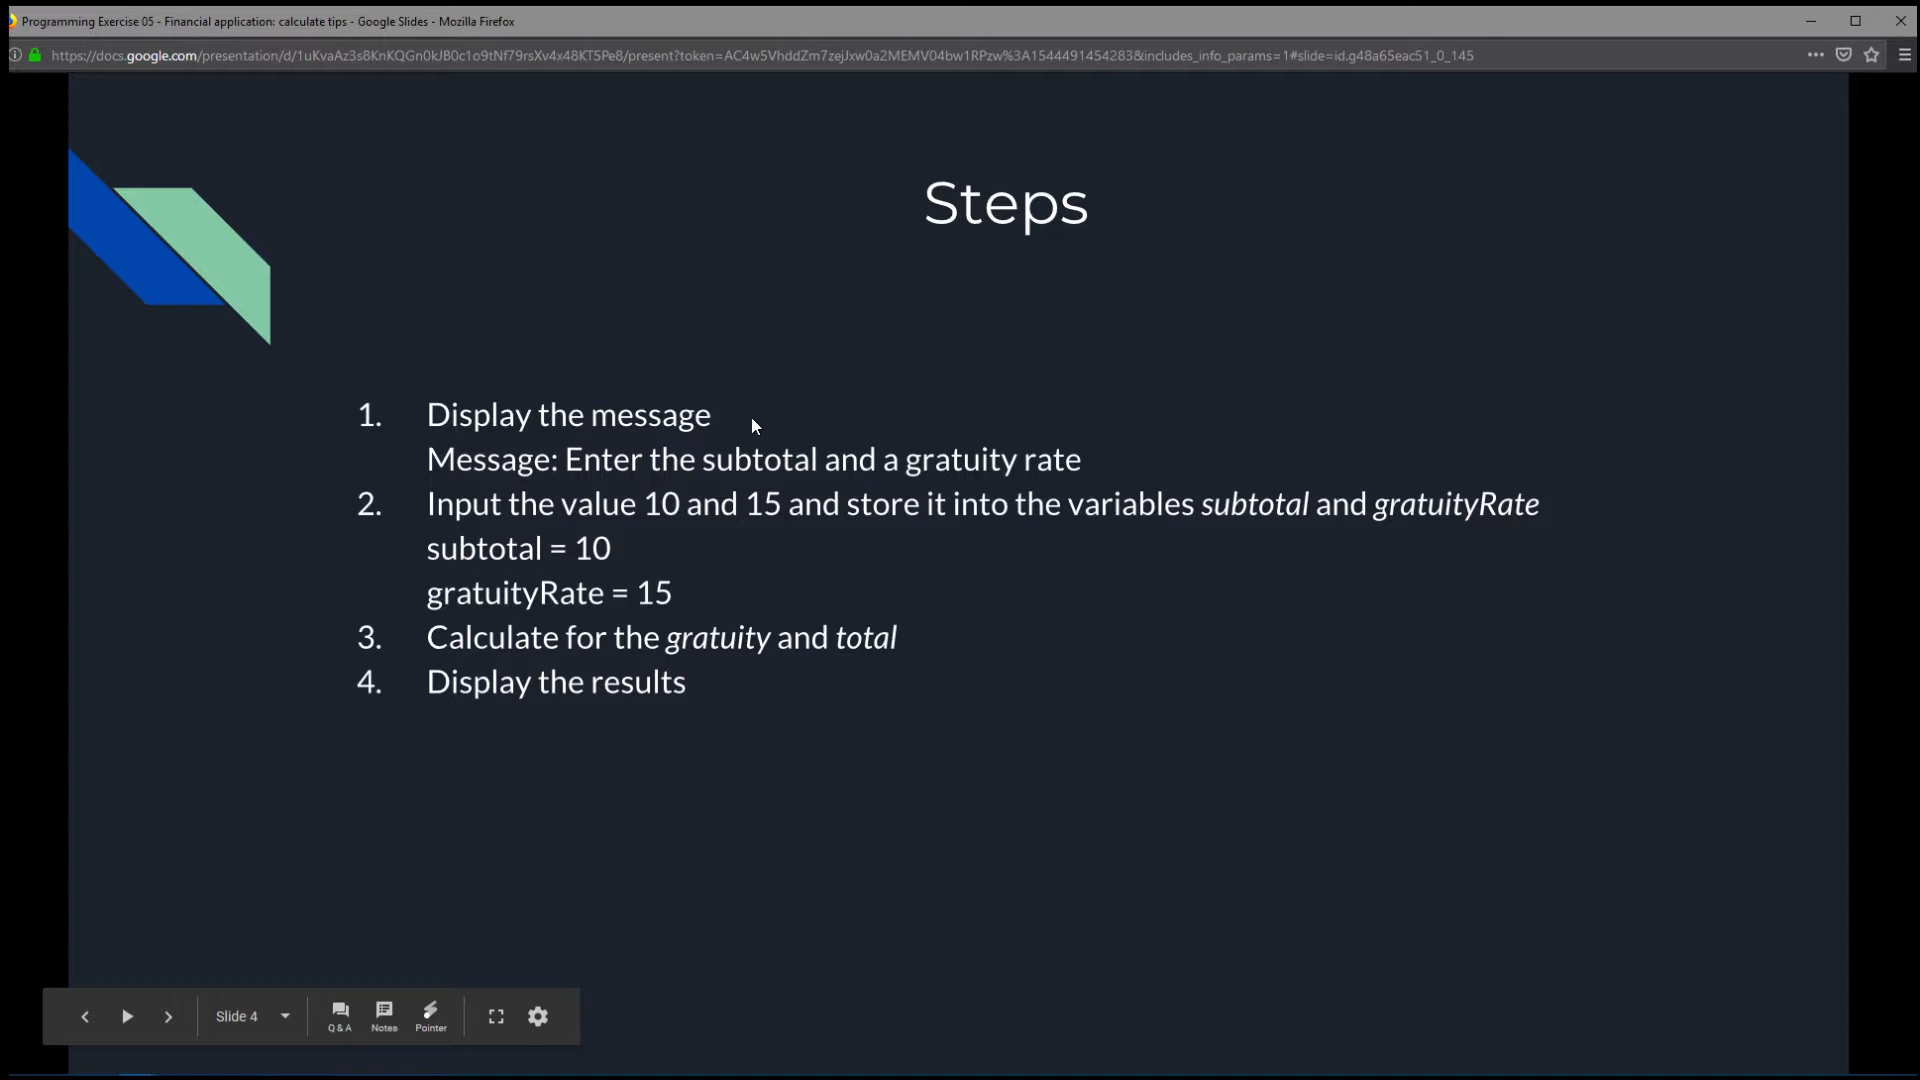 Programming Exercise 05 - Financial application: calculate tips - Google Slides - Mozilla Firefox
https://docs.google.com/presentation/d/1uKvaAz3s8KnKQGn0kJB0c1o9tNf79rsXv4x48KT5Pe8/present?token=AC4w5VhddZm7zejJxw0a2MEMV04bw1RPzw%3A1544491454283&includes_info_params=1#slide=id.g48a65eac51_0_145
Steps
1. Display the message
Message: Enter the subtotal and a gratuity rate
2. Input the value 10 and 15 and store it into the variables subtotal and gratuityRate
subtotal = 10
gratuityRate = 15
3. Calculate for the gratuity and total
4. Display the results
Slide 4
Q & A Notes Pointer